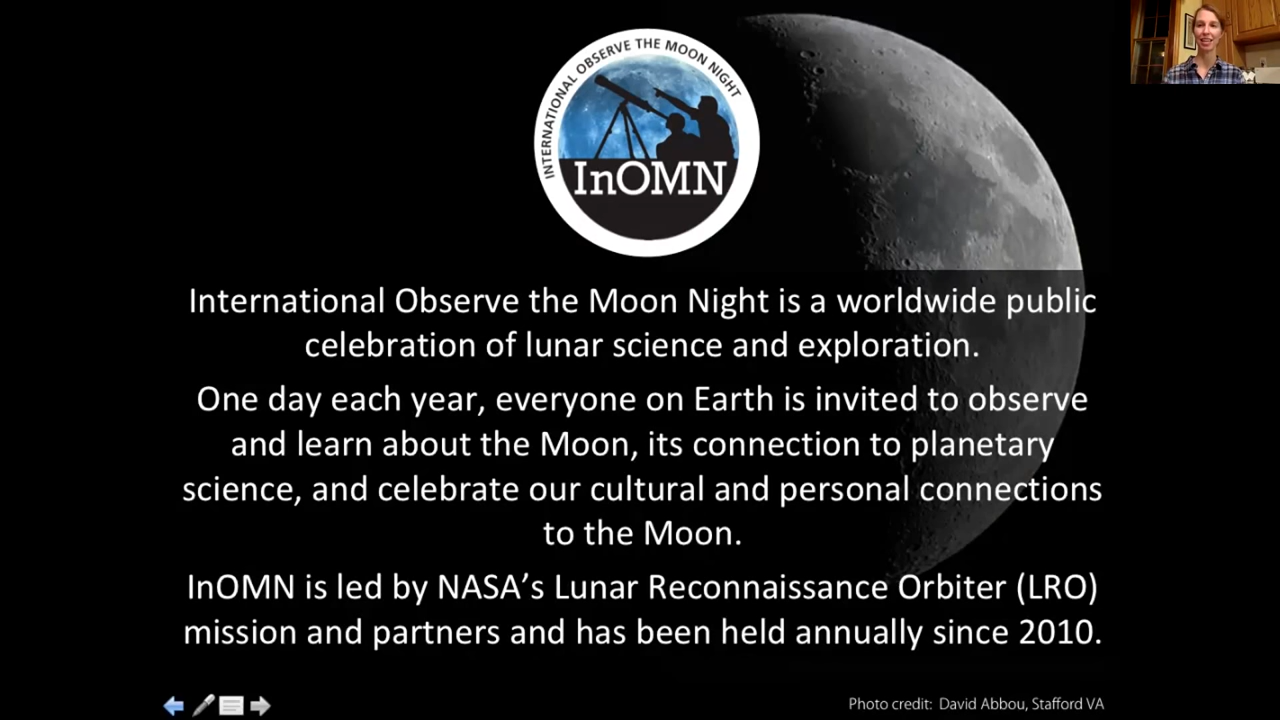 INTERNATIONAL OBSERVE THE MOON NIGHT
InOMN
International Observe the Moon Night is a worldwide public
celebration of lunar science and exploration.
One day each year, everyone on Earth is invited to observe
and learn about the Moon, its connection to planetary
science, and celebrate our cultural and personal connections
to the Moon.
InOMN is led by NASA’s Lunar Reconnaissance Orbiter (LRO)
mission and partners and has been held annually since 2010.
Photo credit: David Abbou, Stafford VA